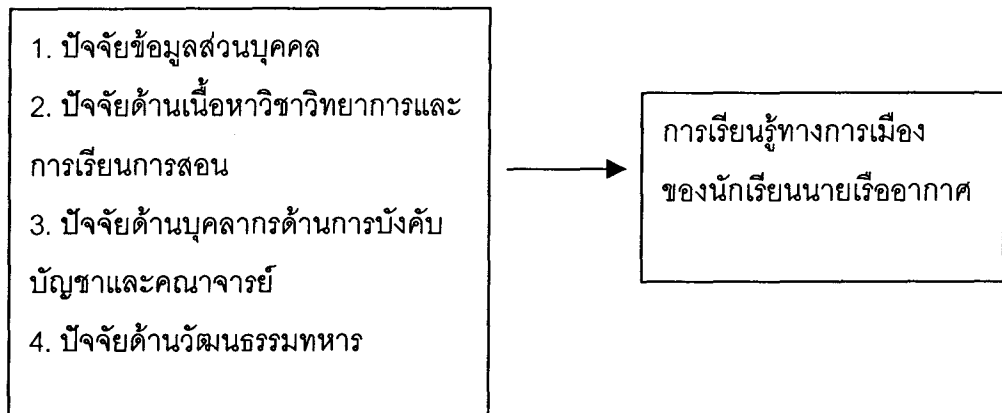 1. ปัจจัยข้อมูลส่วนบุคคล
2. ปัจจัยด้านเนื้อหาวิชาวิทยาการและ
การเรียนการสอน
3. ปัจจัยด้านบุคลากรด้านการบังคับ
บัญชาและคณาจารย์
4. ปัจจัยด้านวัฒนธรรมทหาร
การเรียนรู้ทางการเมือง
ของนักเรียนนายเรืออากาศ